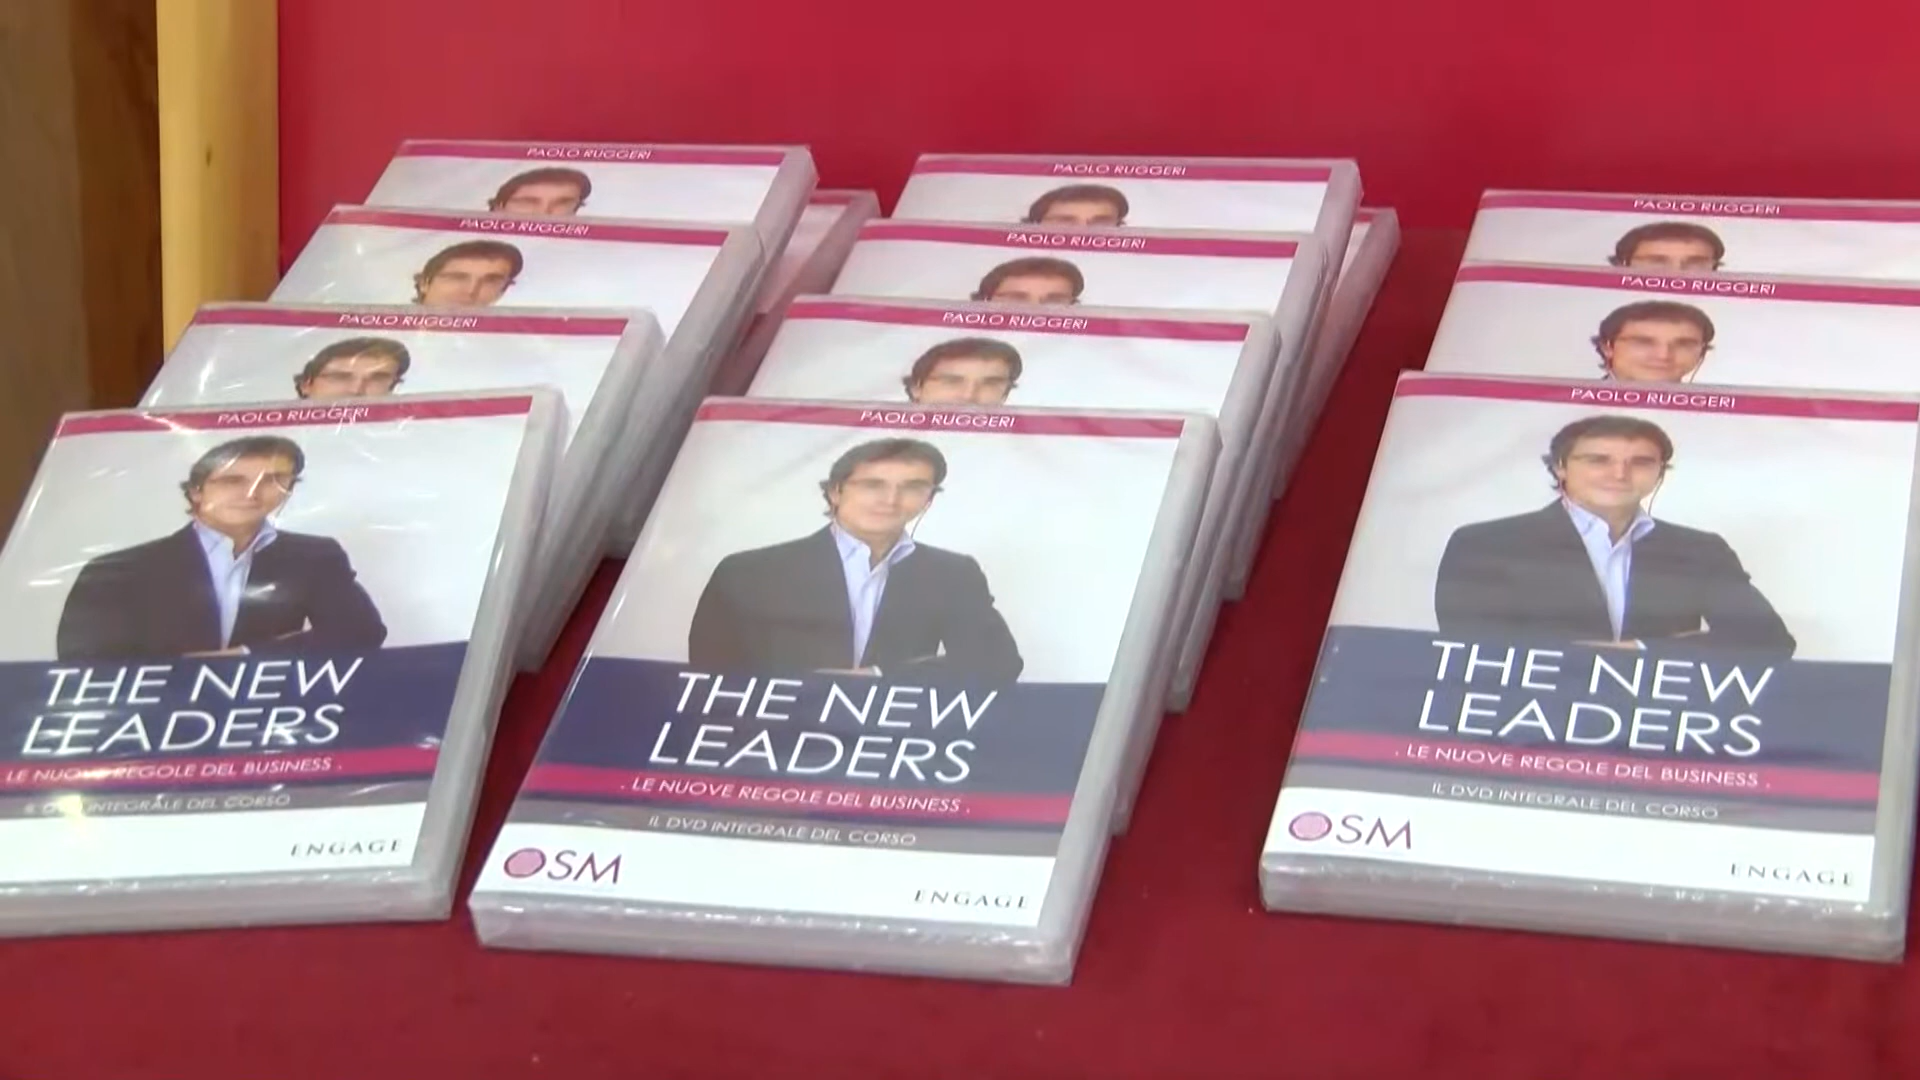 PAOLO RUGGERI
PAOLO RUGGERI
PAOLO RUGGERI
PAOLO RUGGERI
THE NEW
LEADERS
LE NUOVE REGOLE DEL BUSINESS .
IL DVD INTEGRALE DEL CORSO
ENGAGE
PAOLO RUGGERI
PAOLO RUGGERI
PAOLO RUGGERI
PAOLO RUGGERI
THE NEW
LEADERS
. LE NUOVE REGOLE DEL BUSINESS .
IL DVD INTEGRALE DEL CORSO
OSM
ENGAGE
PAOLO RUGGERI
PAOLO RUGGERI
PAOLO RUGGERI
THE NEW
LEADERS
. LE NUOVE REGOLE DEL BUSINESS .
IL DVD INTEGRALE DEL CORSO
OSM
ENGAGE